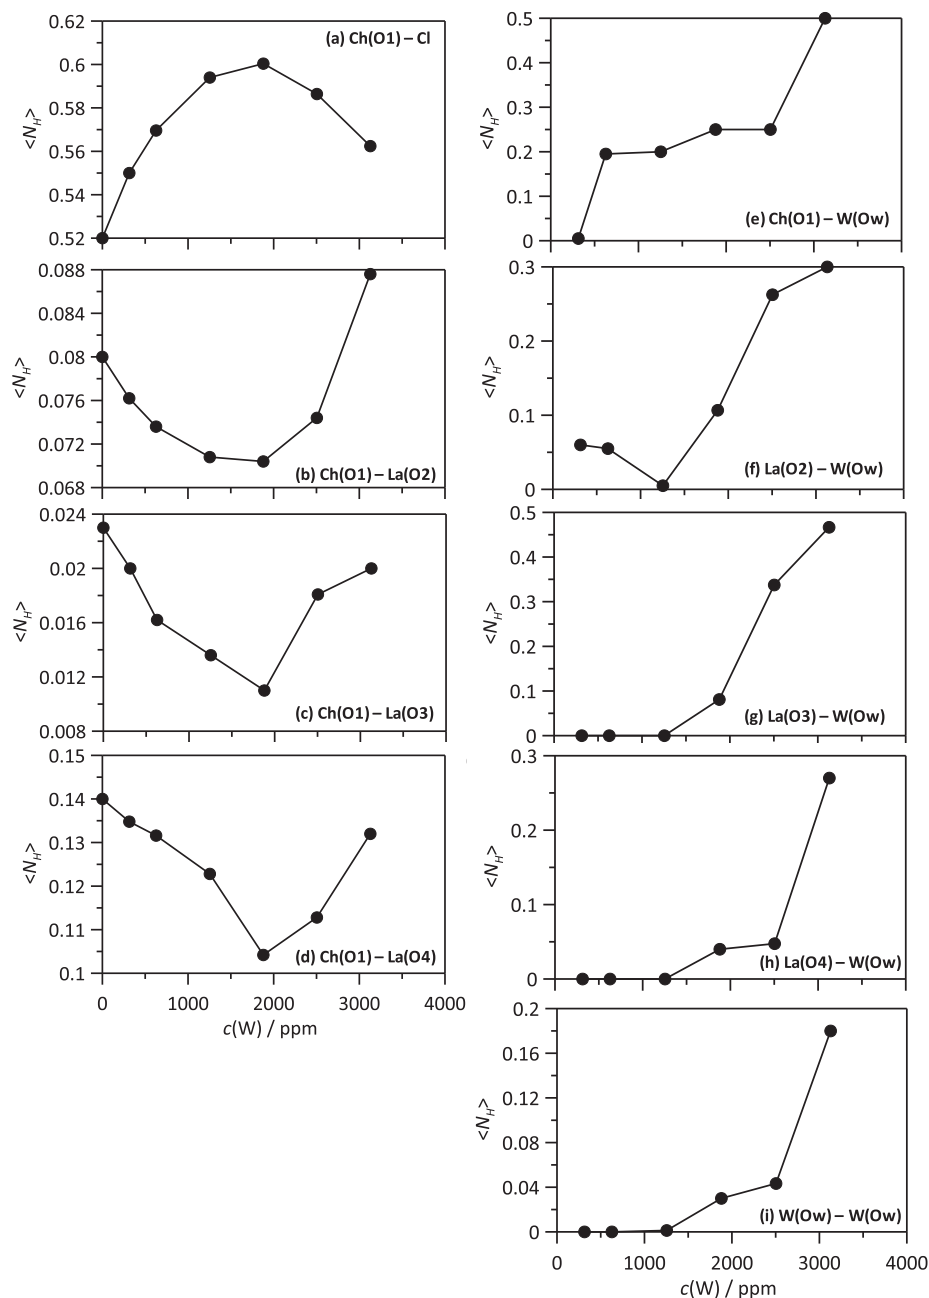 0.62
0.6
0.58
0.56
0.54
0.52
<N_H>
(a) Ch(O1) – Cl
0.088
0.084
0.08
0.076
0.072
0.068
<N_H>
(b) Ch(O1) – La(O2)
0.024
0.02
0.016
0.012
0.008
<N_H>
(c) Ch(O1) – La(O3)
0.15
0.14
0.13
0.12
0.11
0.1
<N_H>
(d) Ch(O1) – La(O4)
0 1000 2000 3000 4000
c(W) / ppm
0.5
0.4
0.3
0.2
0.1
0
<N_H>
(e) Ch(O1) – W(Ow)
0.3
0.2
0.1
0
<N_H>
(f) La(O2) – W(Ow)
0.5
0.4
0.3
0.2
0.1
0
<N_H>
(g) La(O3) – W(Ow)
0.3
0.2
0.1
0
<N_H>
(h) La(O4) – W(Ow)
0.2
0.16
0.12
0.08
0.04
0
<N_H>
(i) W(Ow) – W(Ow)
0 1000 2000 3000 4000
c(W) / ppm